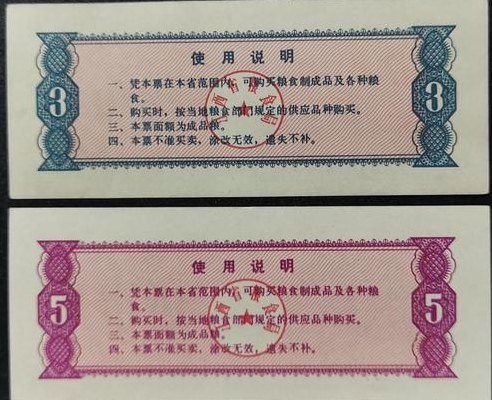 使用说明
一、凭本票在本省范围内，可购买粮食制成品及各种粮
食。
二、购买时，按当地粮食部门规定的供应品种购买。
三、本票面额为成品粮。
四、本票不准买卖，涂改无效，遗失不补。
3
3
使用说明
一、凭本票在本省范围内，可购买粮食制成品及各种粮
食。
二、购买时，按当地粮食部门规定的供应品种购买。
三、本票面额为成品粮。
四、本票不准买卖，涂改无效，遗失不补。
5
5